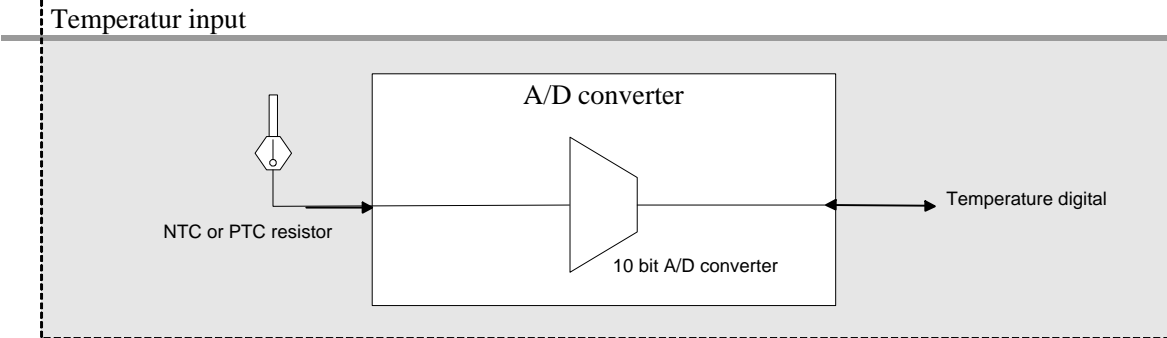 Temperatur input
A/D converter
Temperature digital
NTC or PTC resistor
10 bit A/D converter